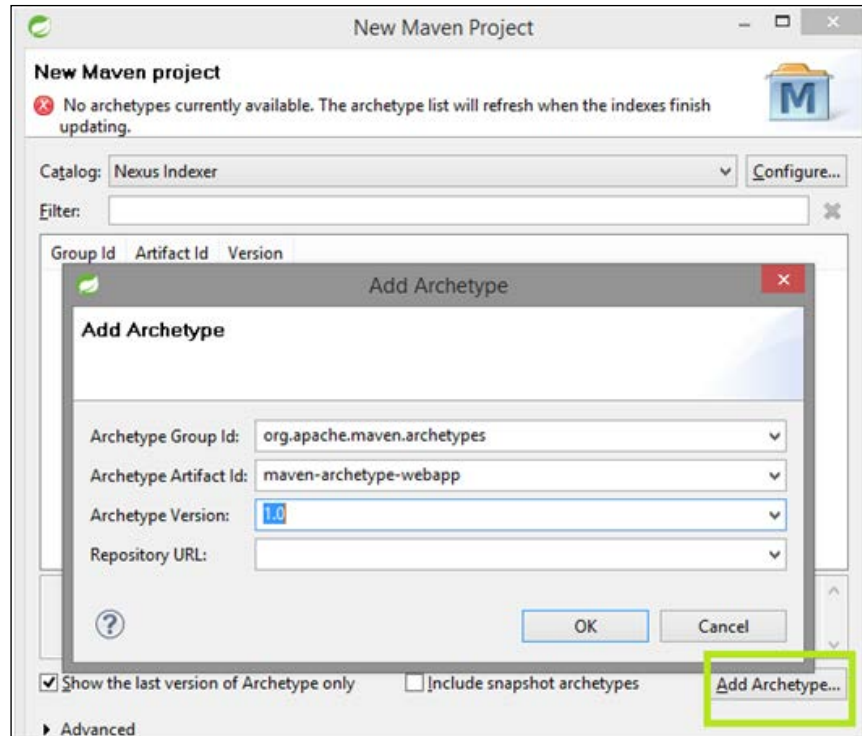 New Maven Project
New Maven project
No archetypes currently available. The archetype list will refresh when the indexes finish
updating.
M
Catalog: Nexus Indexer Configure...
Filter:
Group Id Artifact Id Version
Add Archetype
Add Archetype
Archetype Group Id: org.apache.maven.archetypes
Archetype Artifact Id: maven-archetype-webapp
Archetype Version: 1.0
Repository URL:
? OK Cancel
Show the last version of Archetype only Include snapshot archetypes Add Archetype...
Advanced